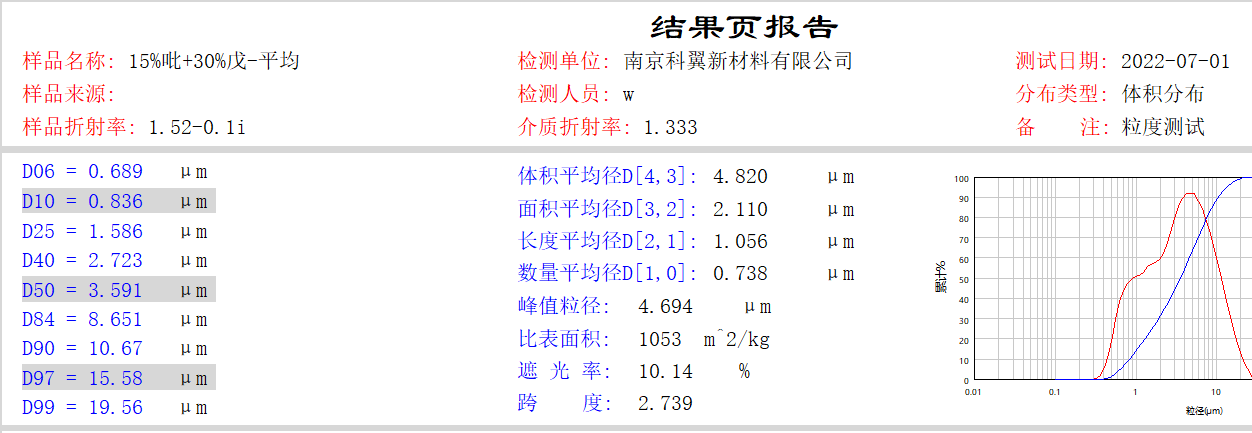 结果页报告
样品名称: 15%吡+30%戊-平均 检测单位: 南京科翼新材料有限公司 测试日期: 2022-07-01
样品来源: 检测人员: w 分布类型: 体积分布
样品折射率: 1.52-0.1i 介质折射率: 1.333 备 注: 粒度测试
D06 = 0.689 μm
D10 = 0.836 μm
D25 = 1.586 μm
D40 = 2.723 μm
D50 = 3.591 μm
D84 = 8.651 μm
D90 = 10.67 μm
D97 = 15.58 μm
D99 = 19.56 μm
体积平均径D[4,3]: 4.820 μm
面积平均径D[3,2]: 2.110 μm
长度平均径D[2,1]: 1.056 μm
数量平均径D[1,0]: 0.738 μm
峰值粒径: 4.694 μm
比表面积: 1053 m^2/kg
遮 光 率: 10.14 %
跨 度: 2.739
累计%
100
90
80
70
60
50
40
30
20
10
0
0.01 0.1 1 10
粒径(μm)